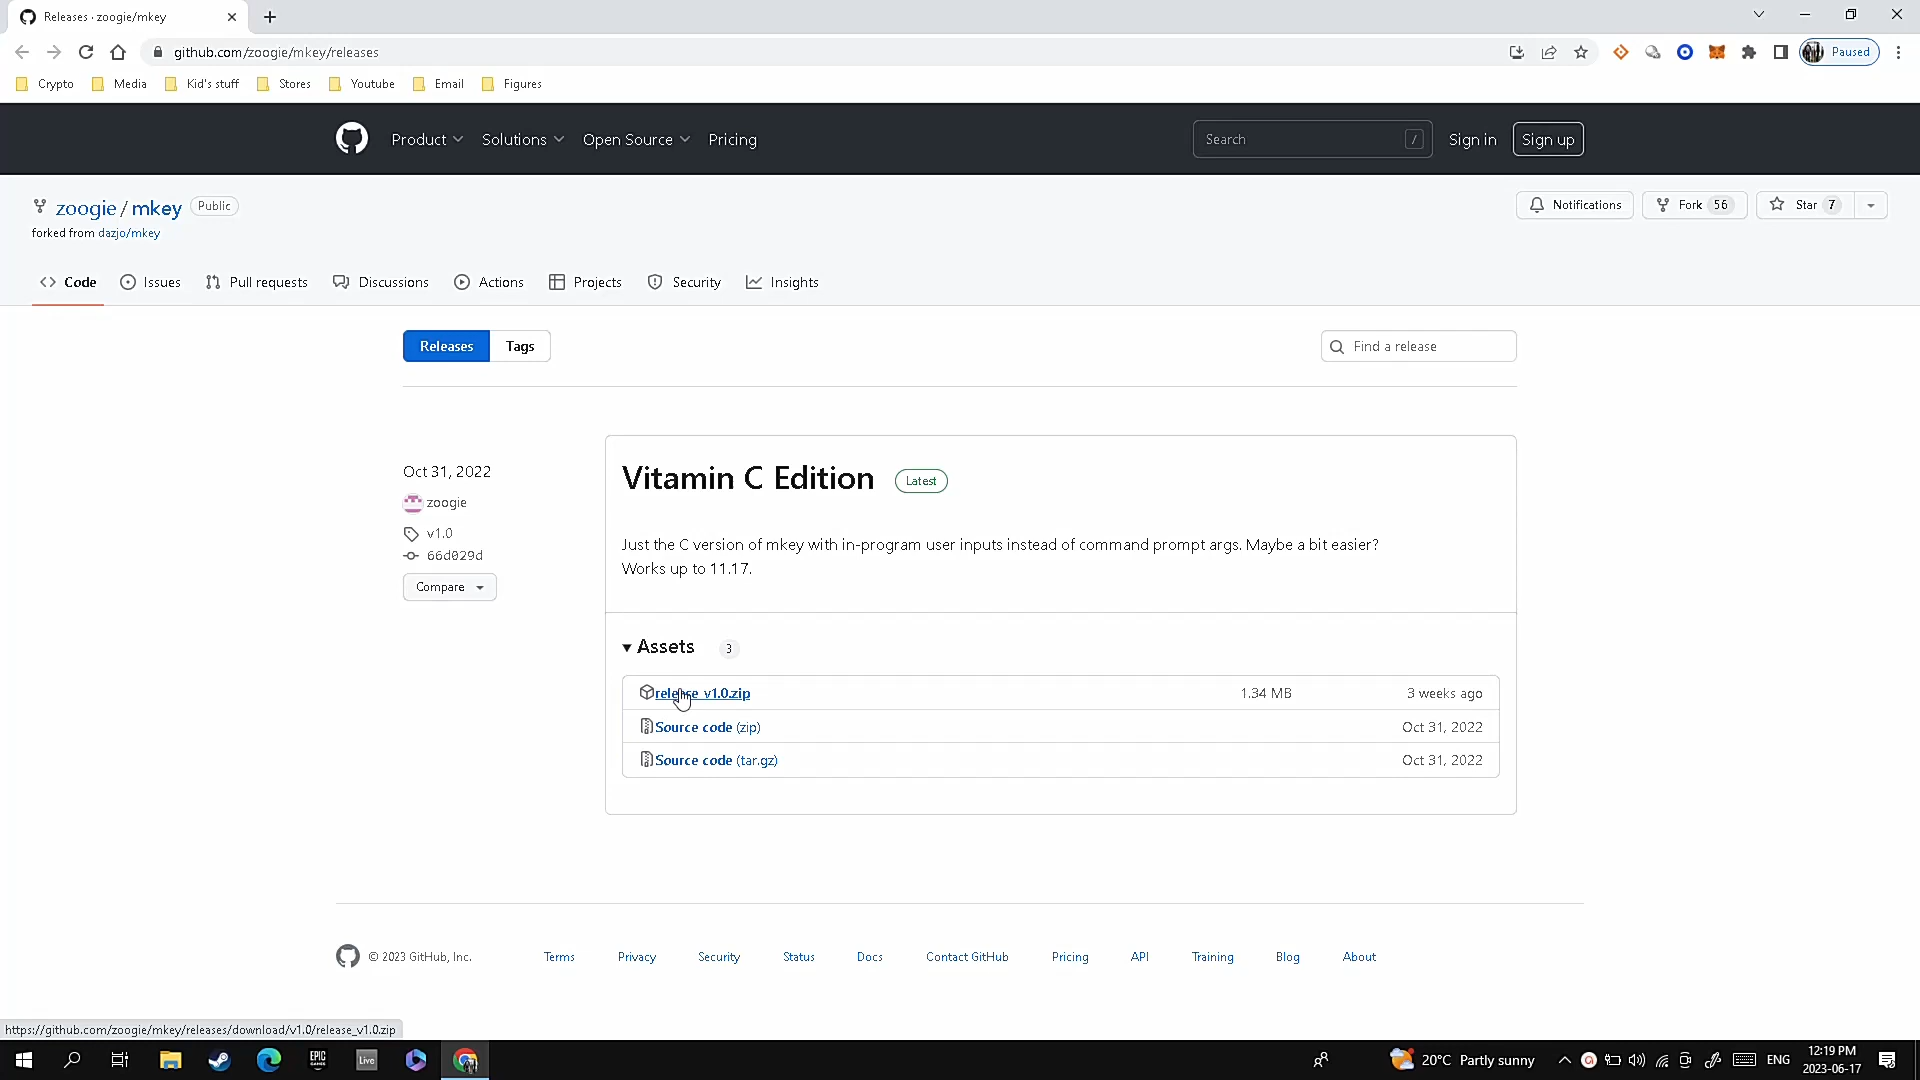 Releases · zoogie/mkey
github.com/zoogie/mkey/releases
Paused
Crypto
Media
Kid's stuff
Stores
Youtube
Email
Figures
Product
Solutions
Open Source
Pricing
Search
/
Sign in
Sign up
zoogie / mkey
Public
Notifications
Fork 56
Star 7
forked from dazjo/mkey
Code
Issues
Pull requests
Discussions
Actions
Projects
Security
Insights
Releases
Tags
Find a release
Oct 31, 2022
zoogie
v1.0
66d029d
Compare
Vitamin C Edition
Latest
Just the C version of mkey with in-program user inputs instead of command prompt args. Maybe a bit easier?
Works up to 11.17.
Assets 3
release_v1.0.zip 1.34 MB 3 weeks ago
Source code (zip) Oct 31, 2022
Source code (tar.gz) Oct 31, 2022
© 2023 GitHub, Inc.
Terms
Privacy
Security
Status
Docs
Contact GitHub
Pricing
API
Training
Blog
About
https://github.com/zoogie/mkey/releases/download/v1.0/release_v1.0.zip
EPIC GAMES
Live
20°C Partly sunny
ENG
12:19 PM
2023-06-17